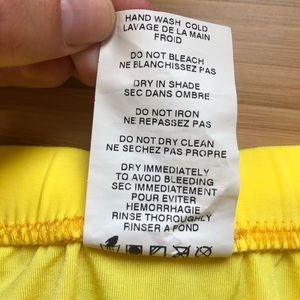 HAND WASH COLD
LAVAGE DE LA MAIN
FROID
DO NOT BLEACH
NE BLANCHISSEZ PAS
DRY IN SHADE
SEC DANS OMBRE
DO NOT IRON
NE REPASSEZ PAS
DO NOT DRY CLEAN
NE SECHEZ PAS PROPRE
DRY IMMEDIATELY
TO AVOID BLEEDING
SEC IMMEDIATEMENT
POUR EVITER
HEMORRHAGIE
RINSE THOROUGHLY
RINSER A FOND